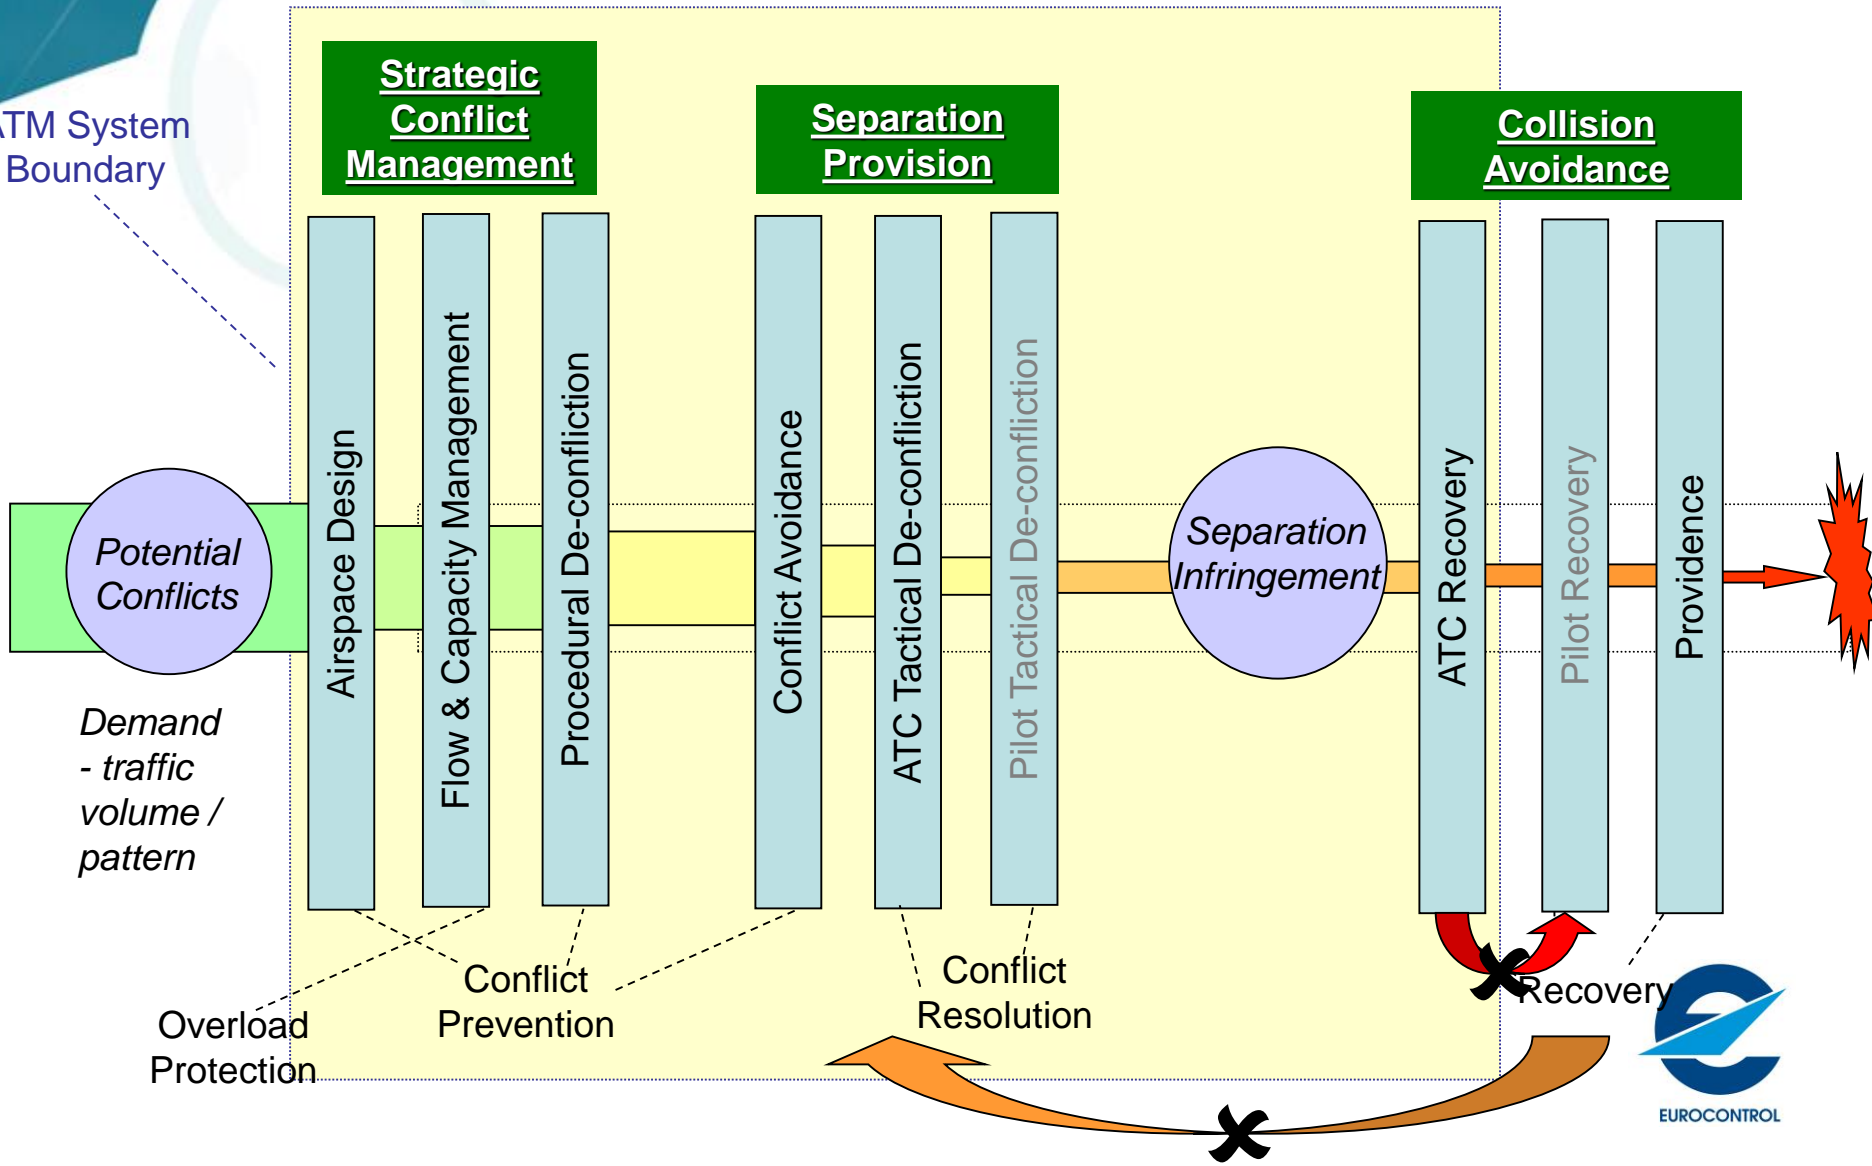 Strategic
Conflict
Management
Separation
Provision
Collision
Avoidance
ATM System
Boundary
Airspace Design
Flow & Capacity Management
Procedural De-confliction
Conflict Avoidance
ATC Tactical De-confliction
Pilot Tactical De-confliction
ATC Recovery
Pilot Recovery
Providence
Potential
Conflicts
Separation
Infringement
Demand
- traffic
volume /
pattern
Overload
Protection
Conflict
Prevention
Conflict
Resolution
Recovery
EUROCONTROL